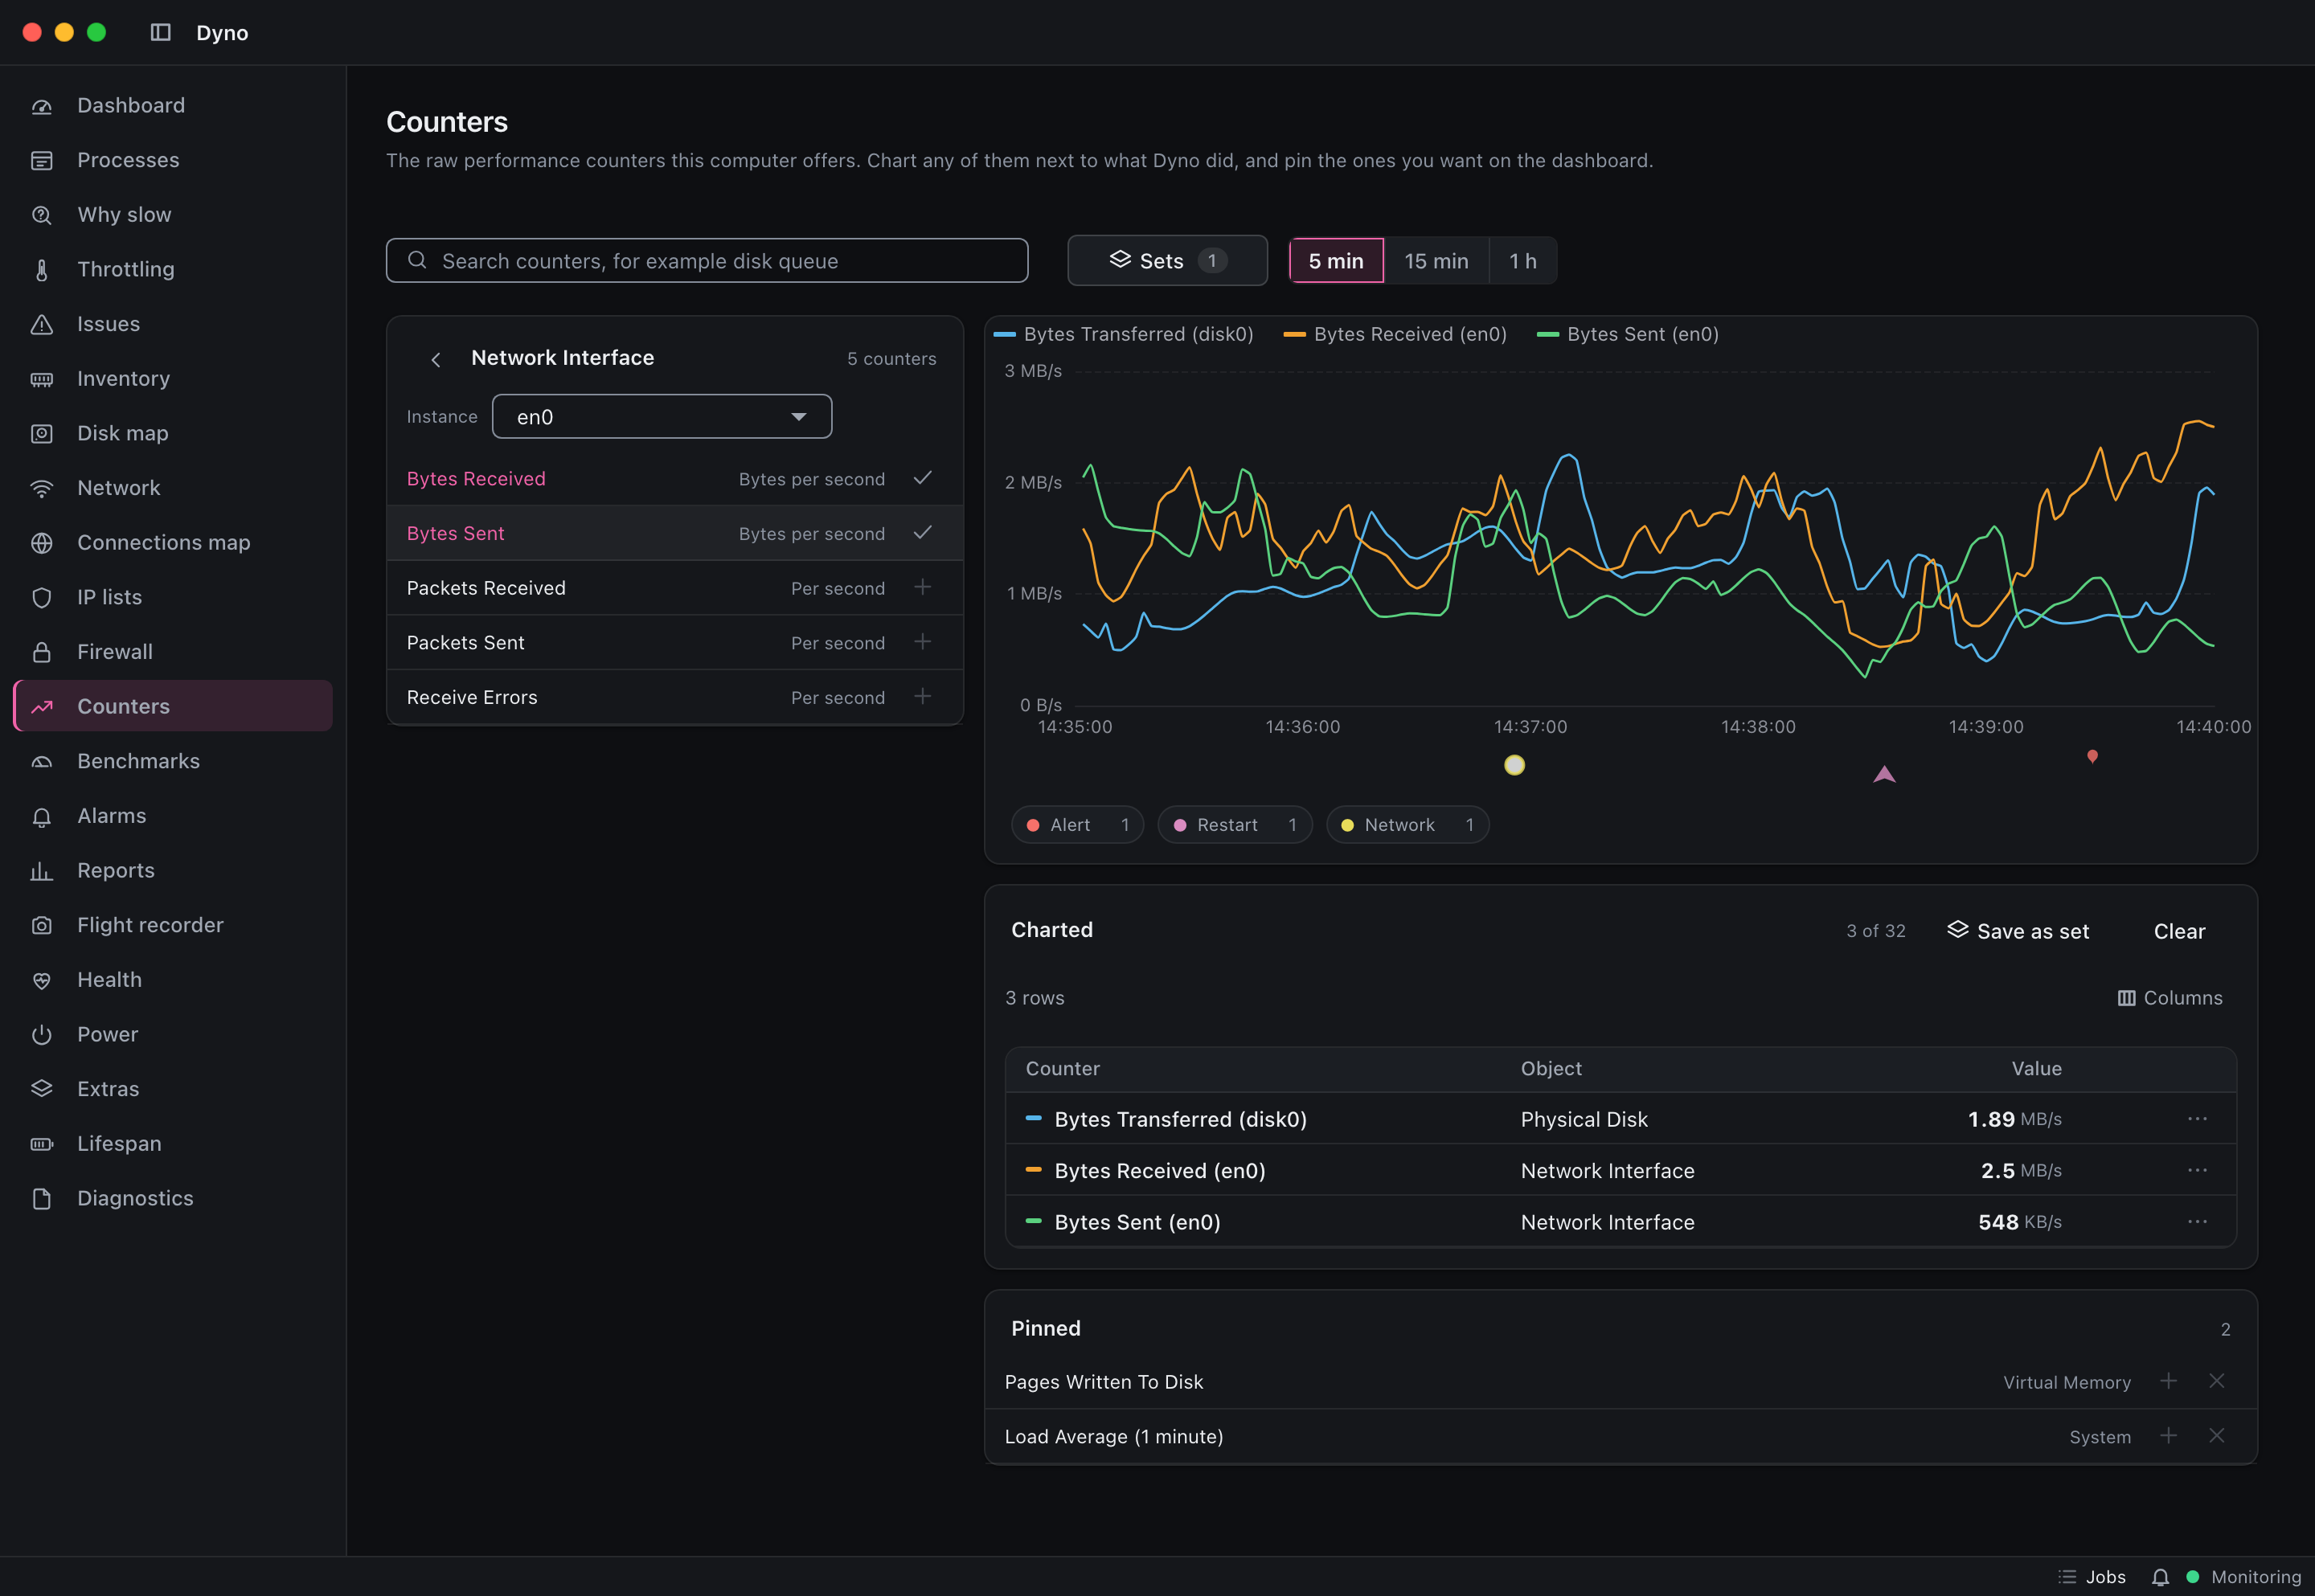 Dyno
Dashboard
Processes
Why slow
Throttling
Issues
Inventory
Disk map
Network
Connections map
IP lists
Firewall
Counters
Benchmarks
Alarms
Reports
Flight recorder
Health
Power
Extras
Lifespan
Diagnostics
Counters
The raw performance counters this computer offers. Chart any of them next to what Dyno did, and pin the ones you want on the dashboard.
Search counters, for example disk queue
Sets 1
5 min 15 min 1 h
Network Interface 5 counters
Instance en0
Bytes Received Bytes per second
Bytes Sent Bytes per second
Packets Received Per second
Packets Sent Per second
Receive Errors Per second
Bytes Transferred (disk0) Bytes Received (en0) Bytes Sent (en0)
3 MB/s
2 MB/s
1 MB/s
0 B/s
14:35:00 14:36:00 14:37:00 14:38:00 14:39:00 14:40:00
Alert 1 Restart 1 Network 1
Charted 3 of 32 Save as set Clear
3 rows Columns
Counter Object Value
Bytes Transferred (disk0) Physical Disk 1.89 MB/s
Bytes Received (en0) Network Interface 2.5 MB/s
Bytes Sent (en0) Network Interface 548 KB/s
Pinned 2
Pages Written To Disk Virtual Memory
Load Average (1 minute) System
Jobs Monitoring